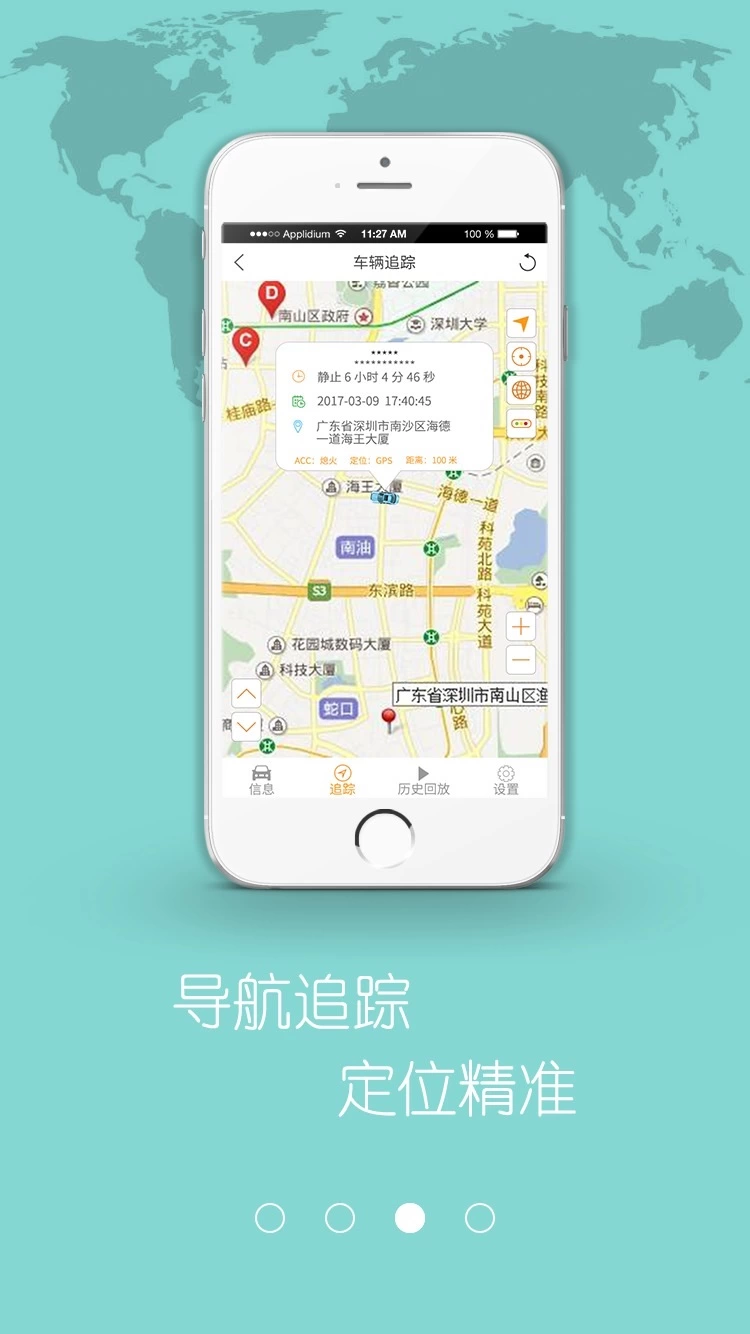 Applidium 11:27 AM 100 %
车辆追踪
D
南山区政府
深圳大学
C
*****
***********
静止 6 小时 4 分 46 秒
2017-03-09 17:40:45
广东省深圳市南沙区海德
一道海王大厦
ACC：熄火 定位：GPS 距离：100 米
桂庙路
海王大厦
海德一道
南油
科苑北路
S3
东滨路
科苑大道
花园城数码大厦
科技大厦
广东省深圳市南山区渔
蛇口
信息
追踪
历史回放
设置
导航追踪
定位精准